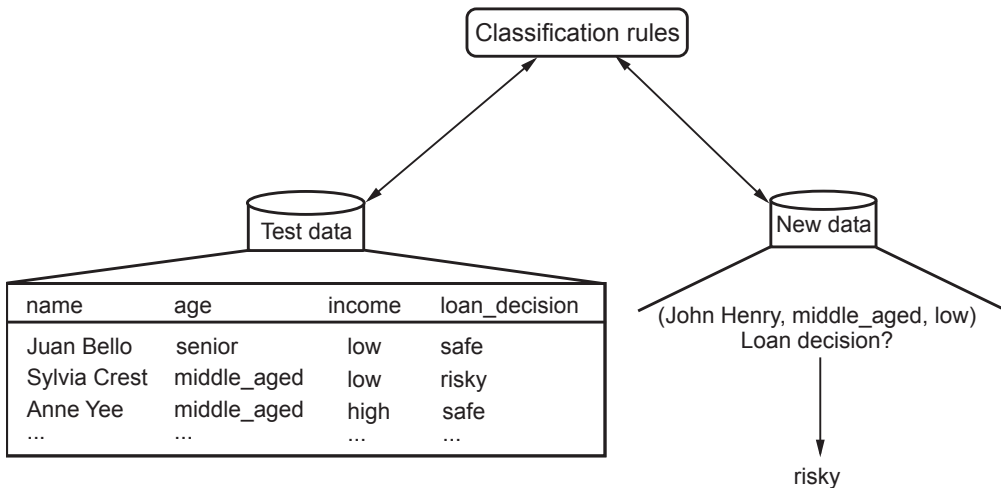 Classification rules
Test data
New data
name age income loan_decision
Juan Bello senior low safe
Sylvia Crest middle_aged low risky
Anne Yee middle_aged high safe
... ... ... ...
(John Henry, middle_aged, low)
Loan decision?
risky